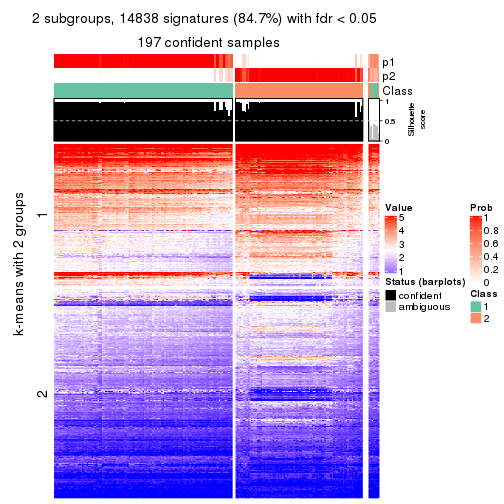 2 subgroups, 14838 signatures (84.7%) with fdr < 0.05
197 confident samples
p1
p2
Class
1
0.5
0
Silhouette
score
k-means with 2 groups
1
2
Value
5
4
3
2
1
Status (barplots)
confident
ambiguous
Prob
1
0.8
0.6
0.4
0.2
0
Class
1
2